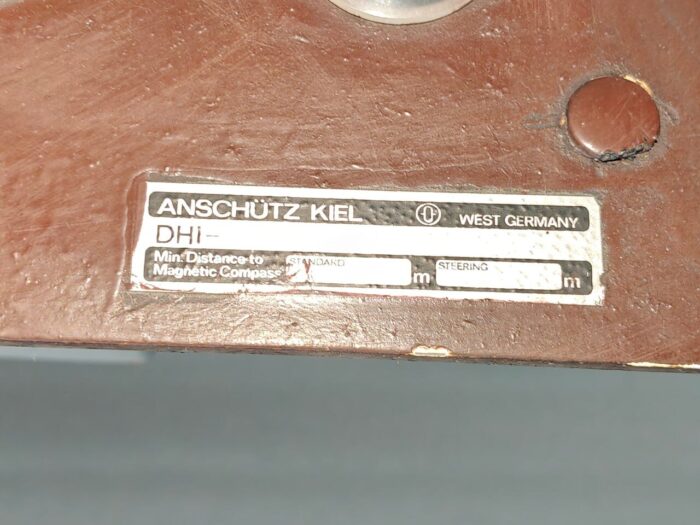 ANSCHÜTZ KIEL WEST GERMANY
DHI-
Min. Distance to STANDARD m STEERING m
Magnetic Compass